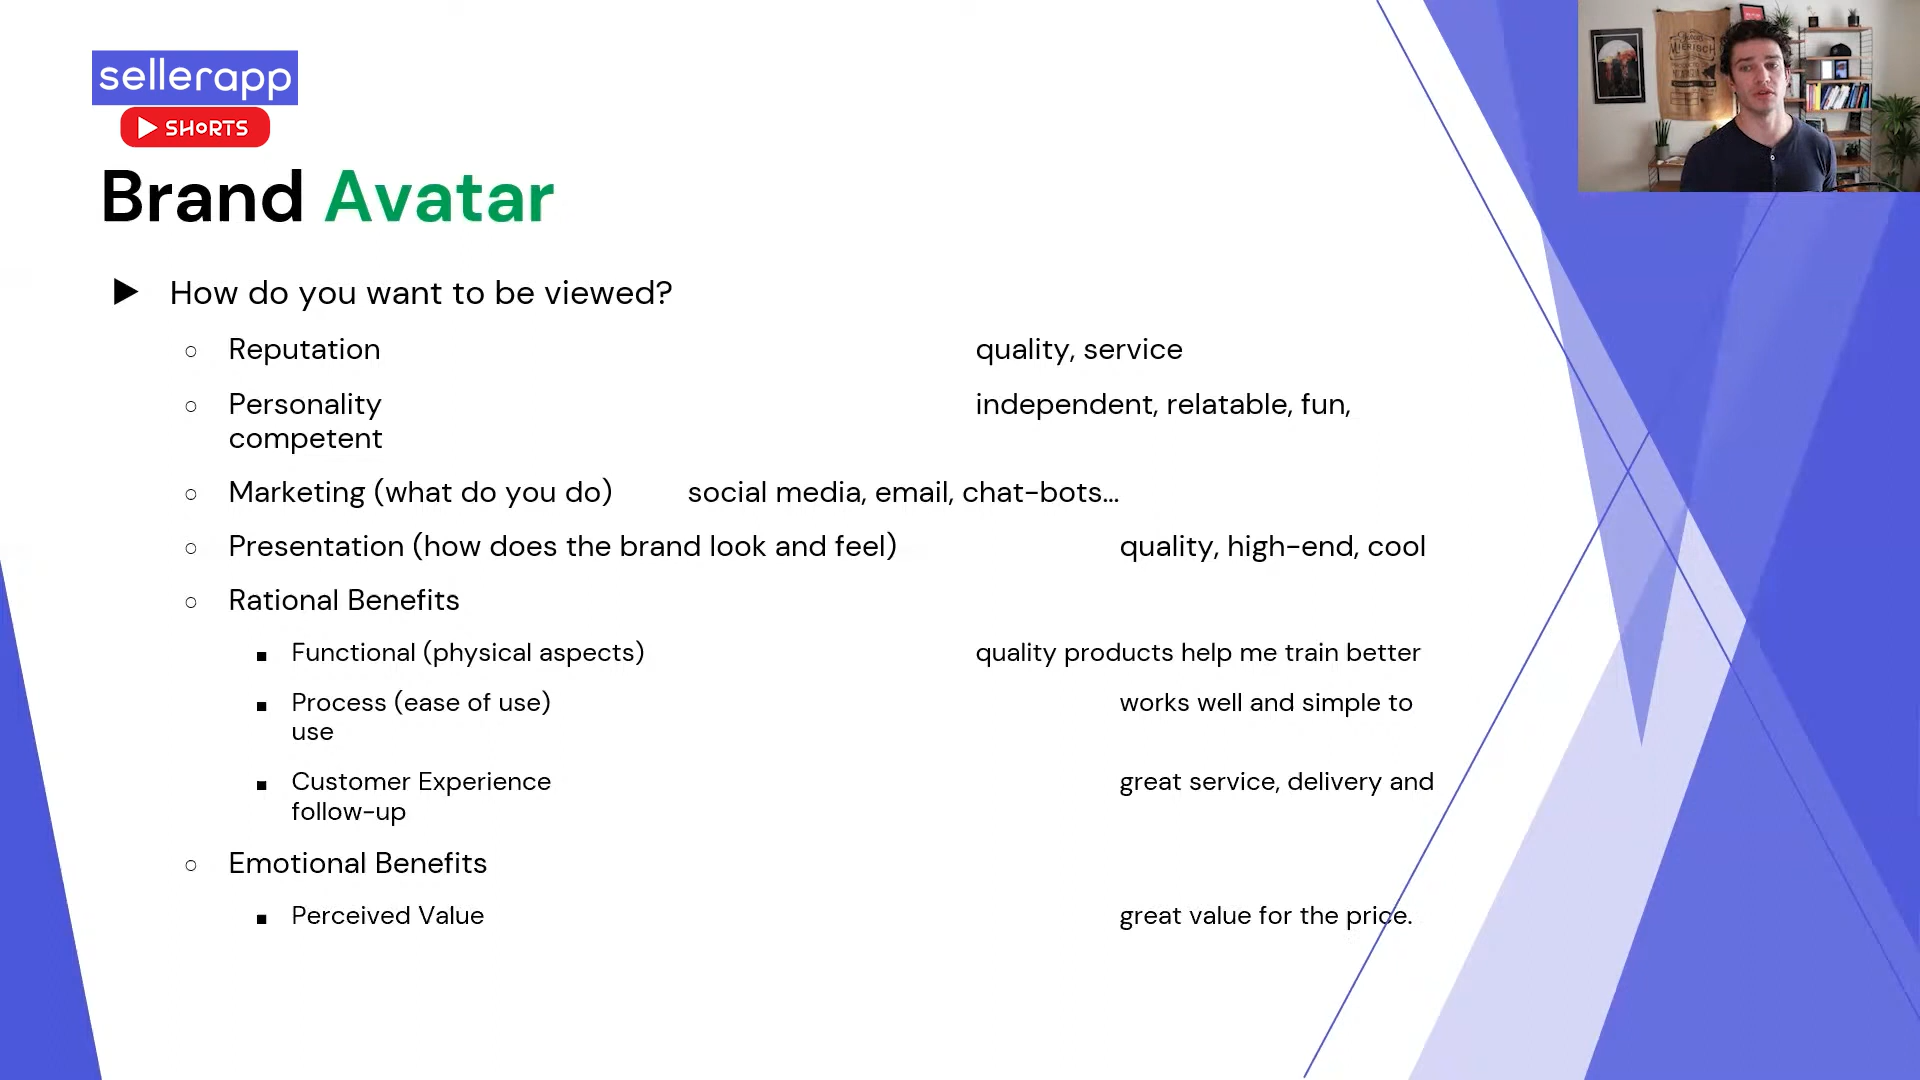 sellerapp
SHORTS
Brand Avatar
How do you want to be viewed?
Reputation quality, service
Personality independent, relatable, fun,
competent
Marketing (what do you do) social media, email, chat-bots...
Presentation (how does the brand look and feel) quality, high-end, cool
Rational Benefits
Functional (physical aspects) quality products help me train better
Process (ease of use) works well and simple to
use
Customer Experience great service, delivery and
follow-up
Emotional Benefits
Perceived Value great value for the price.